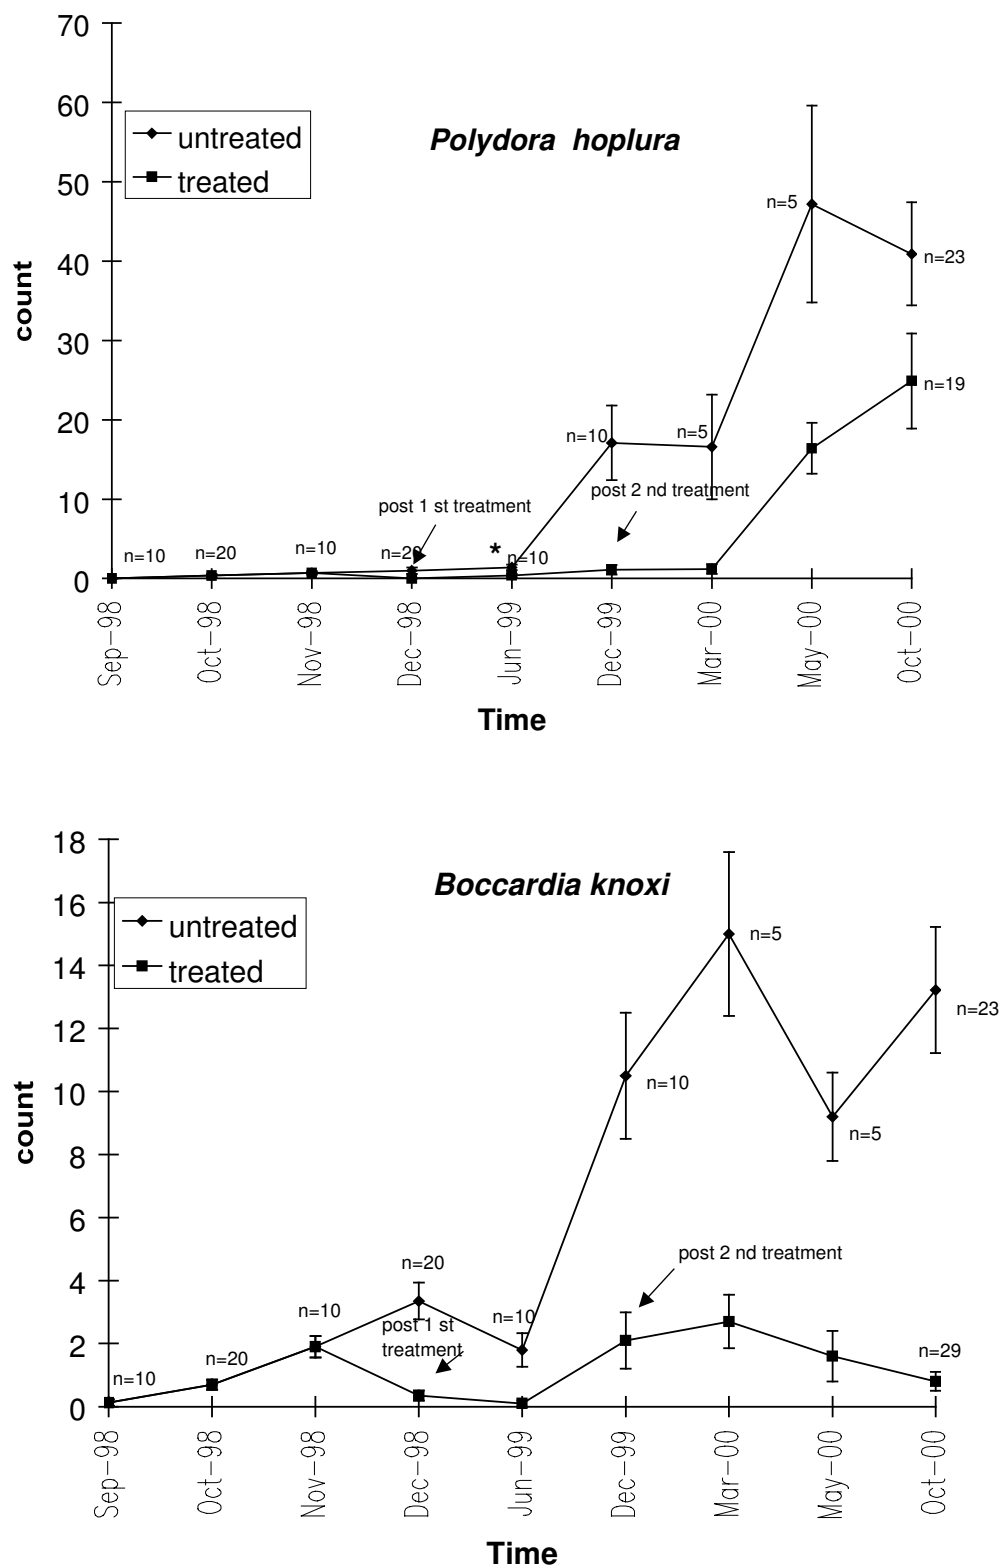 70
60
50
40
30
20
10
0
count
untreated
treated
Polydora hoplura
n=5
n=23
n=19
n=10
n=5
post 2 nd treatment
post 1 st treatment
n=10
n=20
n=10
n=20
*
n=10
Sep-98
Oct-98
Nov-98
Dec-98
Jun-99
Dec-99
Mar-00
May-00
Oct-00
Time
18
16
14
12
10
8
6
4
2
0
count
untreated
treated
Boccardia knoxi
n=5
n=23
n=10
n=5
post 2 nd treatment
n=20
n=10
n=10
post 1 st
treatment
n=29
n=20
n=10
Sep-98
Oct-98
Nov-98
Dec-98
Jun-99
Dec-99
Mar-00
May-00
Oct-00
Time